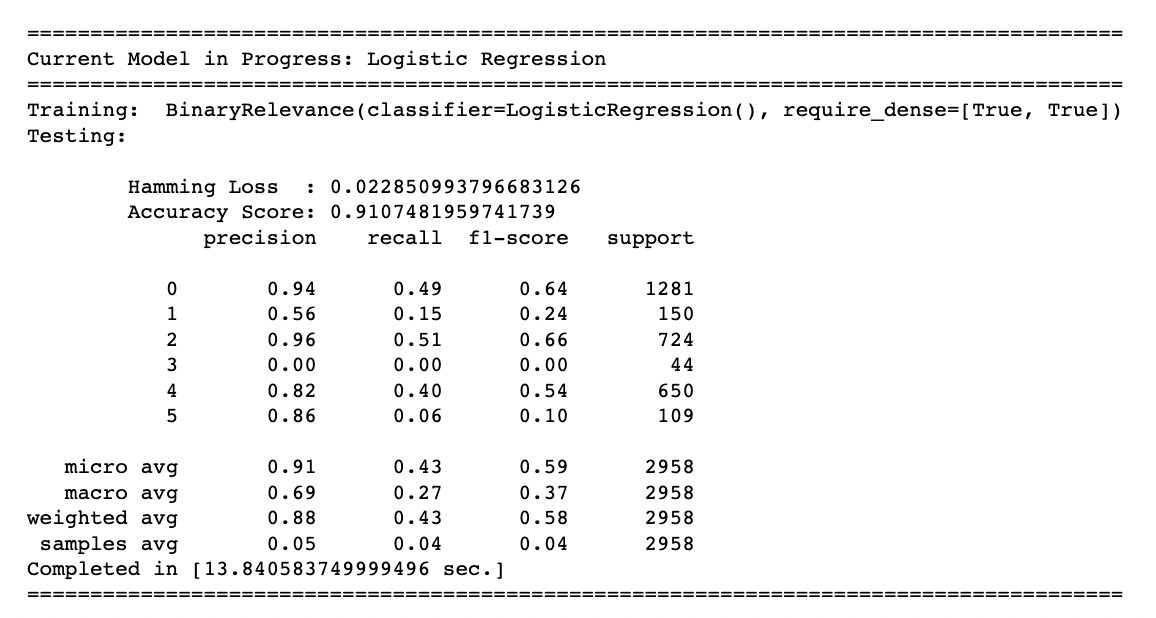 =======================================================================================
Current Model in Progress: Logistic Regression
=======================================================================================
Training:  BinaryRelevance(classifier=LogisticRegression(), require_dense=[True, True])
Testing:

        Hamming Loss  : 0.022850993796683126
        Accuracy Score: 0.9107481959741739
              precision    recall  f1-score   support

           0       0.94      0.49      0.64      1281
           1       0.56      0.15      0.24       150
           2       0.96      0.51      0.66       724
           3       0.00      0.00      0.00        44
           4       0.82      0.40      0.54       650
           5       0.86      0.06      0.10       109

   micro avg       0.91      0.43      0.59      2958
   macro avg       0.69      0.27      0.37      2958
weighted avg       0.88      0.43      0.58      2958
 samples avg       0.05      0.04      0.04      2958
Completed in [13.840583749999496 sec.]
=======================================================================================